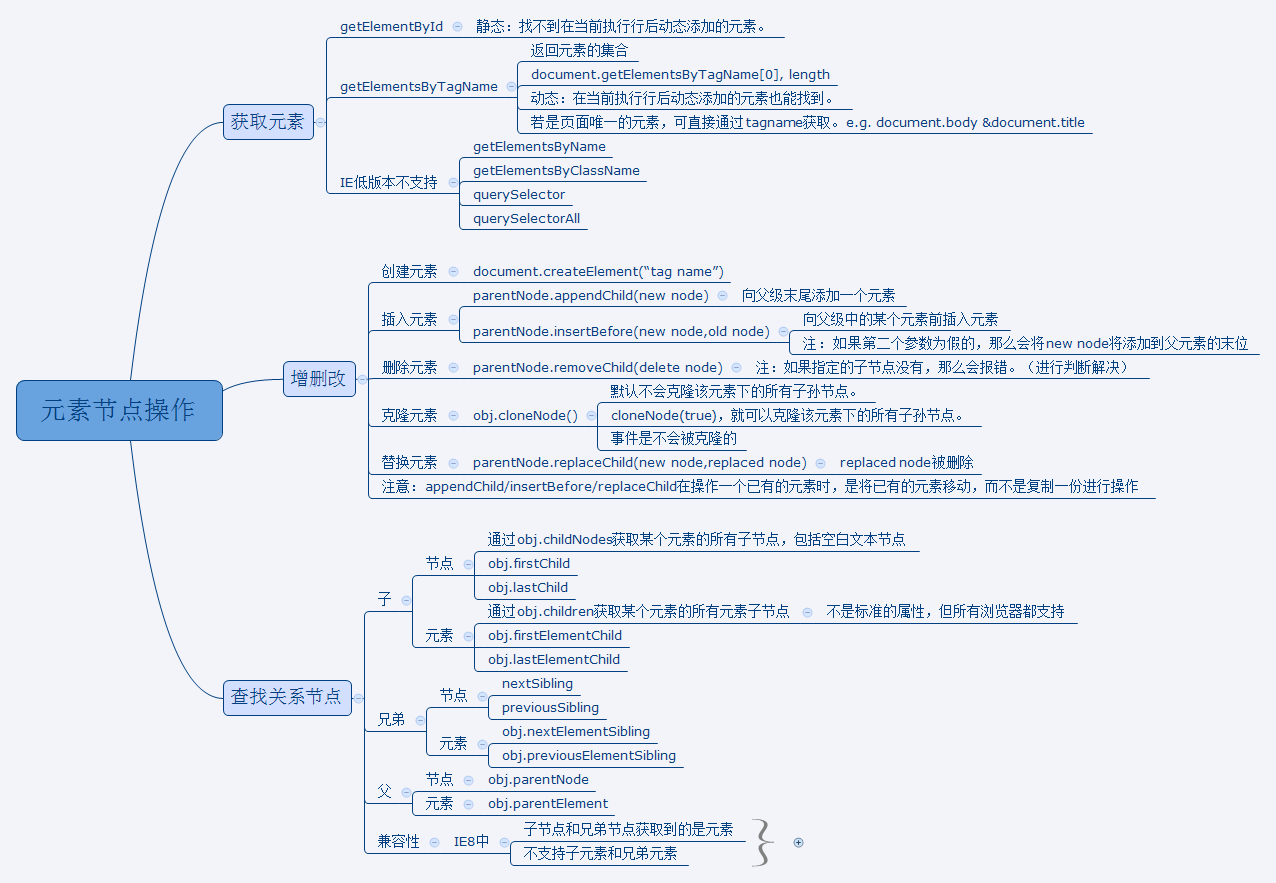 元素节点操作
获取元素
getElementById
静态：找不到在当前执行行后动态添加的元素。
getElementsByTagName
返回元素的集合
document.getElementsByTagName[0], length
动态：在当前执行行后动态添加的元素也能找到。
若是页面唯一的元素，可直接通过tagname获取。e.g. document.body &document.title
IE低版本不支持
getElementsByName
getElementsByClassName
querySelector
querySelectorAll
增删改
创建元素
document.createElement(“tag name”)
插入元素
parentNode.appendChild(new node)
向父级末尾添加一个元素
parentNode.insertBefore(new node,old node)
向父级中的某个元素前插入元素
注：如果第二个参数为假的，那么会将new node将添加到父元素的末位
删除元素
parentNode.removeChild(delete node)
注：如果指定的子节点没有，那么会报错。（进行判断解决）
克隆元素
obj.cloneNode()
默认不会克隆该元素下的所有子孙节点。
cloneNode(true)，就可以克隆该元素下的所有子孙节点。
事件是不会被克隆的
替换元素
parentNode.replaceChild(new node,replaced node)
replaced node被删除
注意：appendChild/insertBefore/replaceChild在操作一个已有的元素时，是将已有的元素移动，而不是复制一份进行操作
查找关系节点
子
节点
通过obj.childNodes获取某个元素的所有子节点，包括空白文本节点
obj.firstChild
obj.lastChild
元素
通过obj.children获取某个元素的所有元素子节点
不是标准的属性，但所有浏览器都支持
obj.firstElementChild
obj.lastElementChild
兄弟
节点
nextSibling
previousSibling
元素
obj.nextElementSibling
obj.previousElementSibling
父
节点
obj.parentNode
元素
obj.parentElement
兼容性
IE8中
子节点和兄弟节点获取到的是元素
不支持子元素和兄弟元素